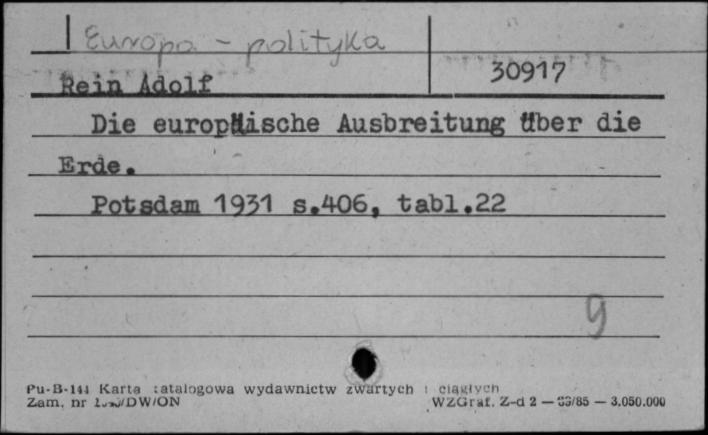 Europa - polityka
Rein Adolf 30917
Die europäische Ausbreitung über die
Erde.
Potsdam 1931 s.406, tabl.22
9
Pu-B-144 Karta katalogowa wydawnictw zwartych i ciągłych
Zam. nr /DW/ON WZGraf. Z-d 2 — /85 — 3.050.000